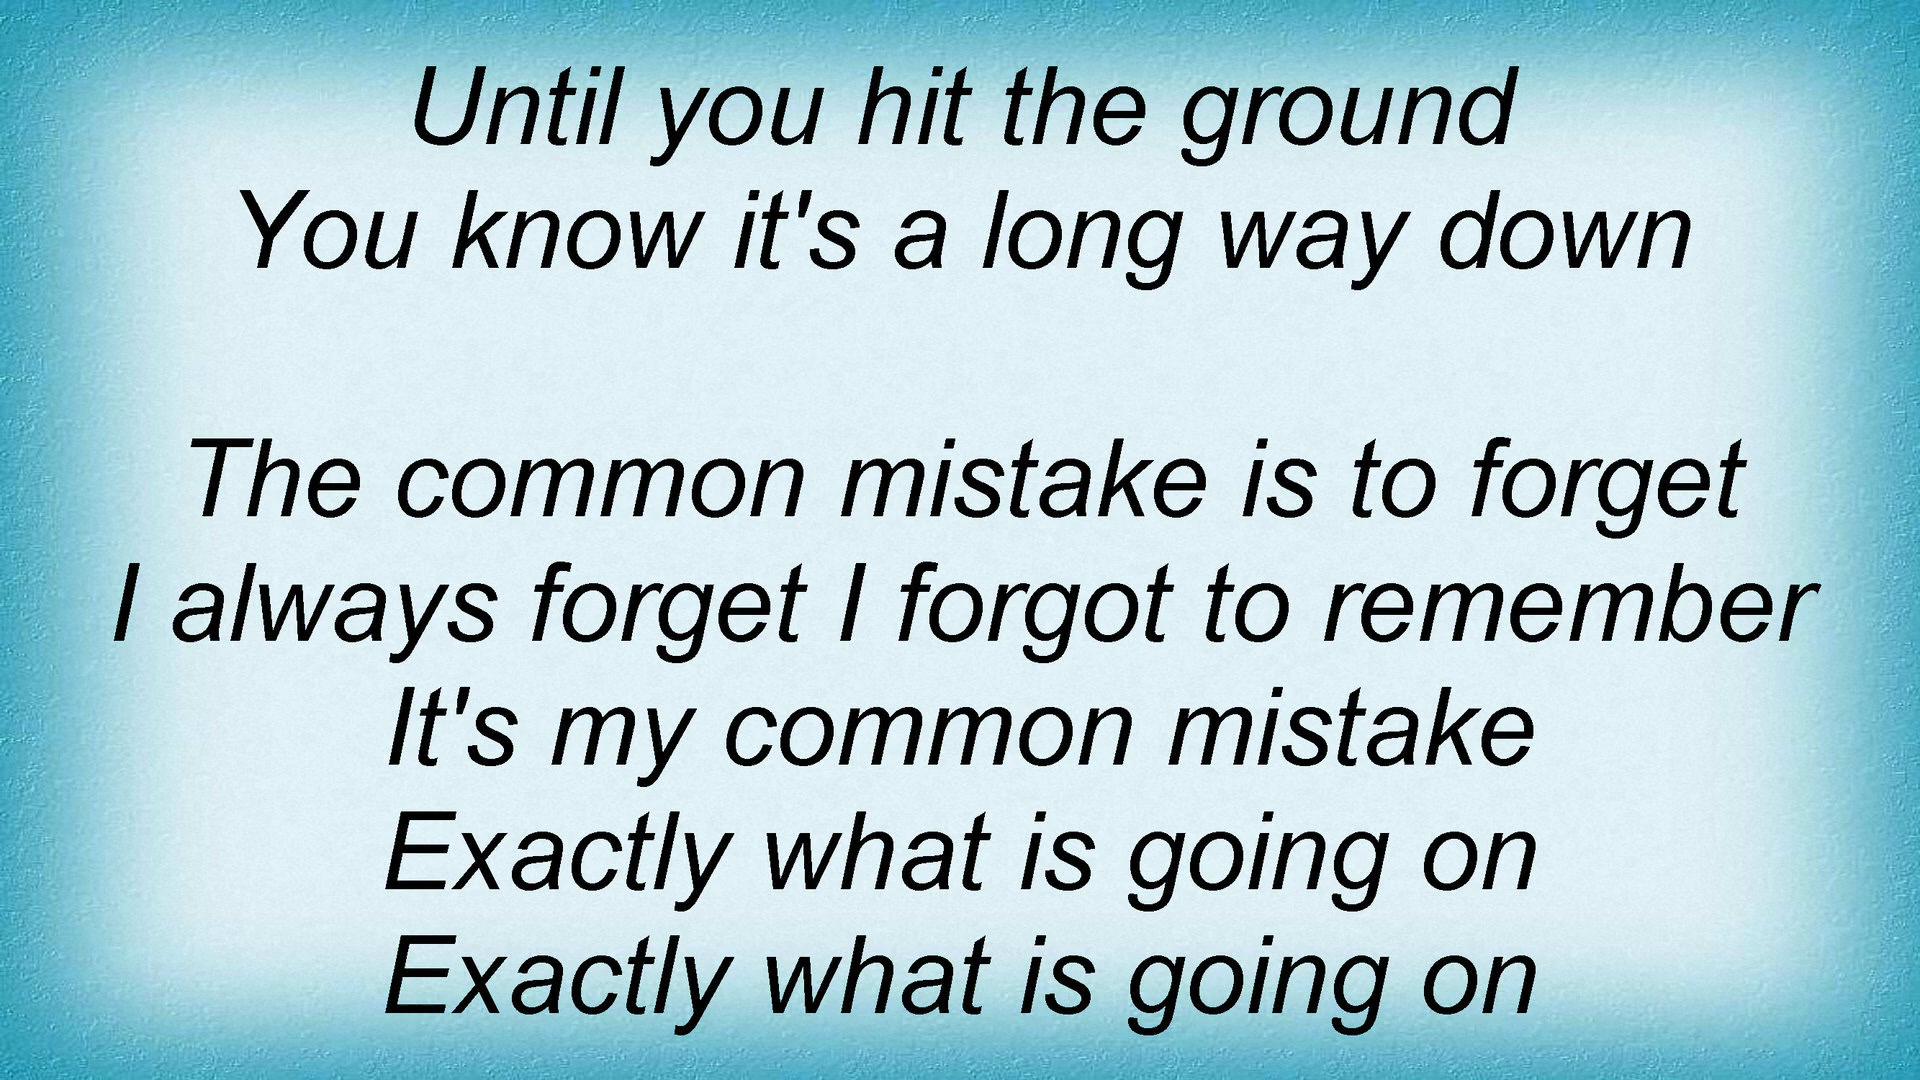 Until you hit the ground
You know it's a long way down
The common mistake is to forget
I always forget I forgot to remember
It's my common mistake
Exactly what is going on
Exactly what is going on